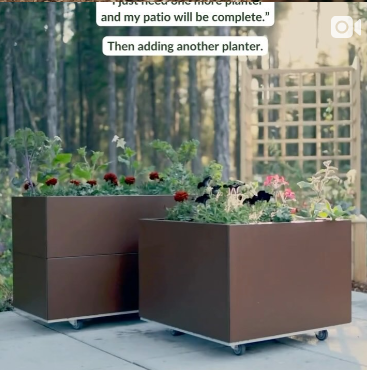 "I just need one more planter
and my patio will be complete."
Then adding another planter.